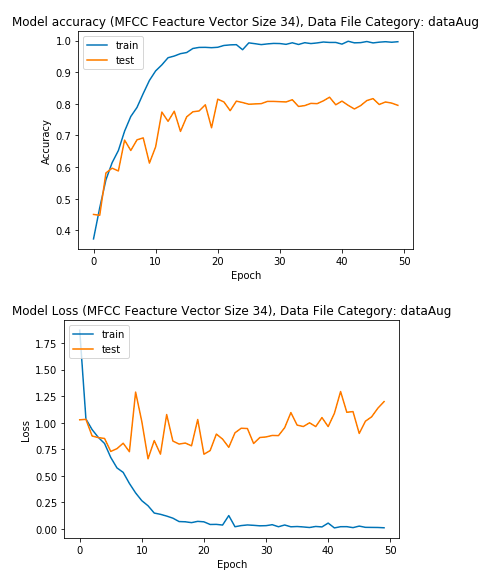 Model accuracy (MFCC Feacture Vector Size 34), Data File Category: dataAug
1.0
0.9
0.8
0.7
0.6
0.5
0.4
Accuracy
train
test
0 10 20 30 40 50
Epoch
Model Loss (MFCC Feacture Vector Size 34), Data File Category: dataAug
1.75
1.50
1.25
1.00
0.75
0.50
0.25
0.00
Loss
train
test
0 10 20 30 40 50
Epoch